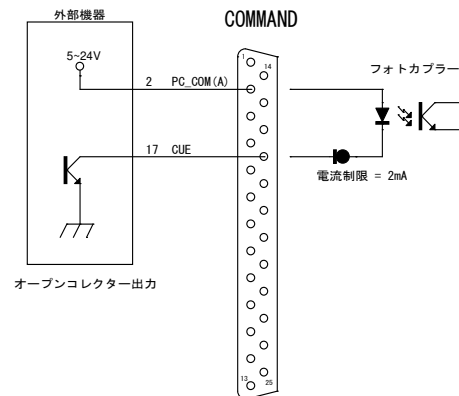 外部機器
COMMAND
5~24V
1
14
フォトカプラー
2 PC_COM(A)
17 CUE
電流制限 = 2mA
オープンコレクター出力
13
25